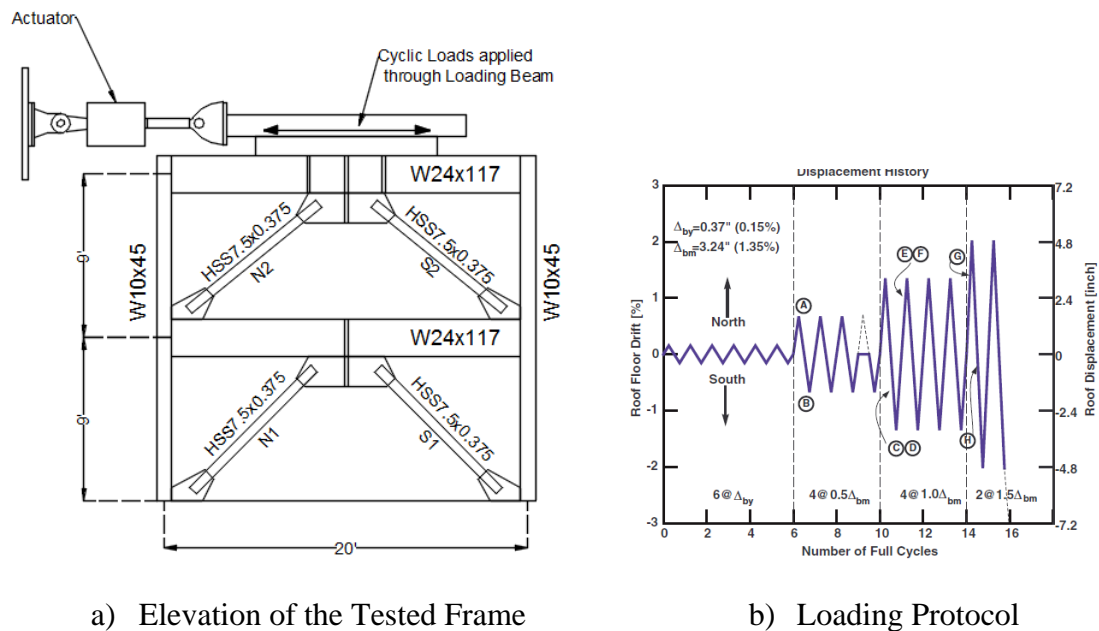 Actuator
Cyclic Loads applied
through Loading Beam
W24x117
HSS7.5x0.375
N2
HSS7.5x0.375
S2
9'
W10x45
W10x45
W24x117
HSS7.5x0.375
N1
HSS7.5x0.375
S1
9'
20'
a) Elevation of the Tested Frame
Displacement History
Roof Floor Drift [%]
3
2
1
0
-1
-2
-3
Δby=0.37" (0.15%)
Δbm=3.24" (1.35%)
North
South
A
B
E F
G
C D
H
6@Δby
4@0.5Δbm
4@1.0Δbm
2@1.5Δbm
0 2 4 6 8 10 12 14 16
Number of Full Cycles
7.2
4.8
2.4
0
-2.4
-4.8
-7.2
Roof Displacement [inch]
b) Loading Protocol